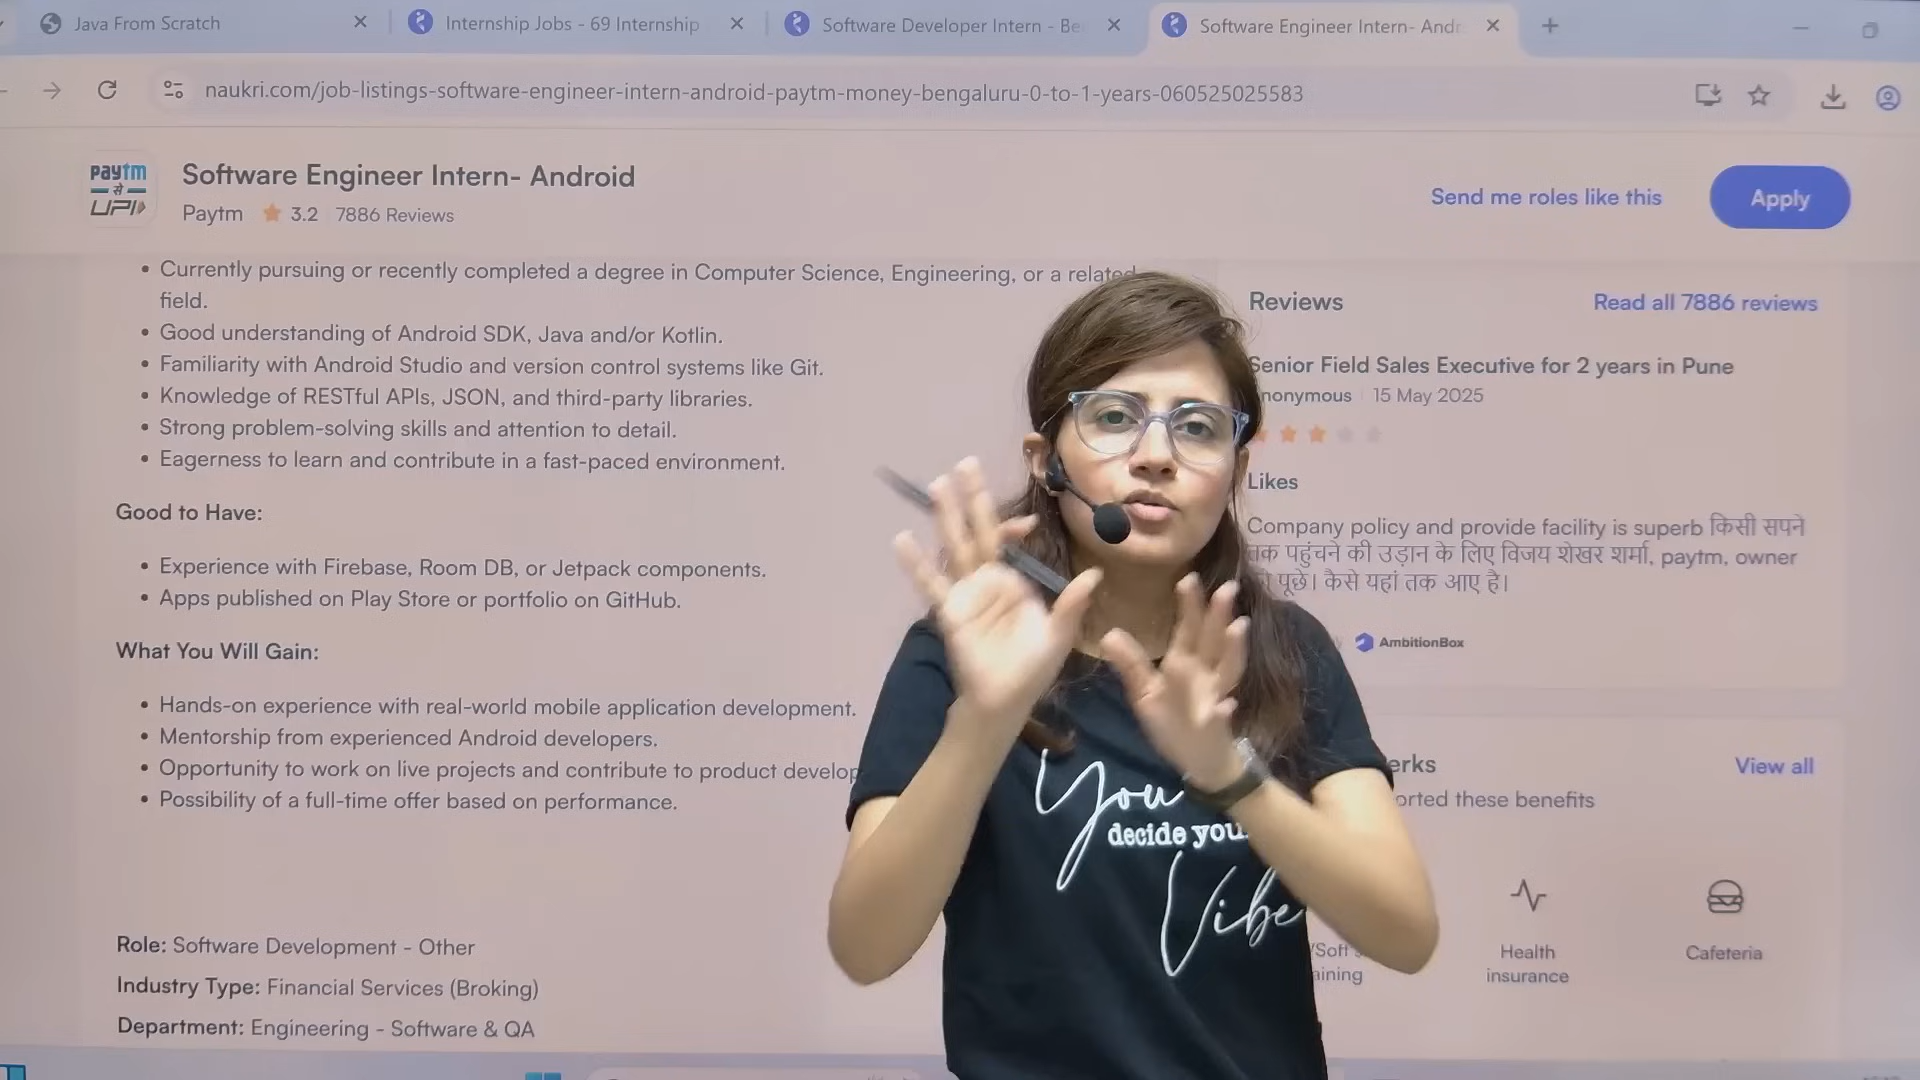 Java From Scratch
Internship Jobs - 69 Internship
Software Developer Intern - Be
Software Engineer Intern- Andr
naukri.com/job-listings-software-engineer-intern-android-paytm-money-bengaluru-0-to-1-years-060525025583
paytm
से
UPI
Software Engineer Intern- Android
Paytm 3.2 7886 Reviews
Send me roles like this
Apply
• Currently pursuing or recently completed a degree in Computer Science, Engineering, or a related
field.
• Good understanding of Android SDK, Java and/or Kotlin.
• Familiarity with Android Studio and version control systems like Git.
• Knowledge of RESTful APIs, JSON, and third-party libraries.
• Strong problem-solving skills and attention to detail.
• Eagerness to learn and contribute in a fast-paced environment.
Good to Have:
• Experience with Firebase, Room DB, or Jetpack components.
• Apps published on Play Store or portfolio on GitHub.
What You Will Gain:
• Hands-on experience with real-world mobile application development.
• Mentorship from experienced Android developers.
• Opportunity to work on live projects and contribute to product develop
• Possibility of a full-time offer based on performance.
Role: Software Development - Other
Industry Type: Financial Services (Broking)
Department: Engineering - Software & QA
Reviews
Read all 7886 reviews
Senior Field Sales Executive for 2 years in Pune
nonymous 15 May 2025
Likes
Company policy and provide facility is superb किसी सपने
तक पहुंचने की उड़ान के लिए विजय शेखर शर्मा, paytm, owner
पूछे। कैसे यहां तक आए है।
AmbitionBox
erks
View all
orted these benefits
/Soft
aining
Health
insurance
Cafeteria
You
decide you
Vibe